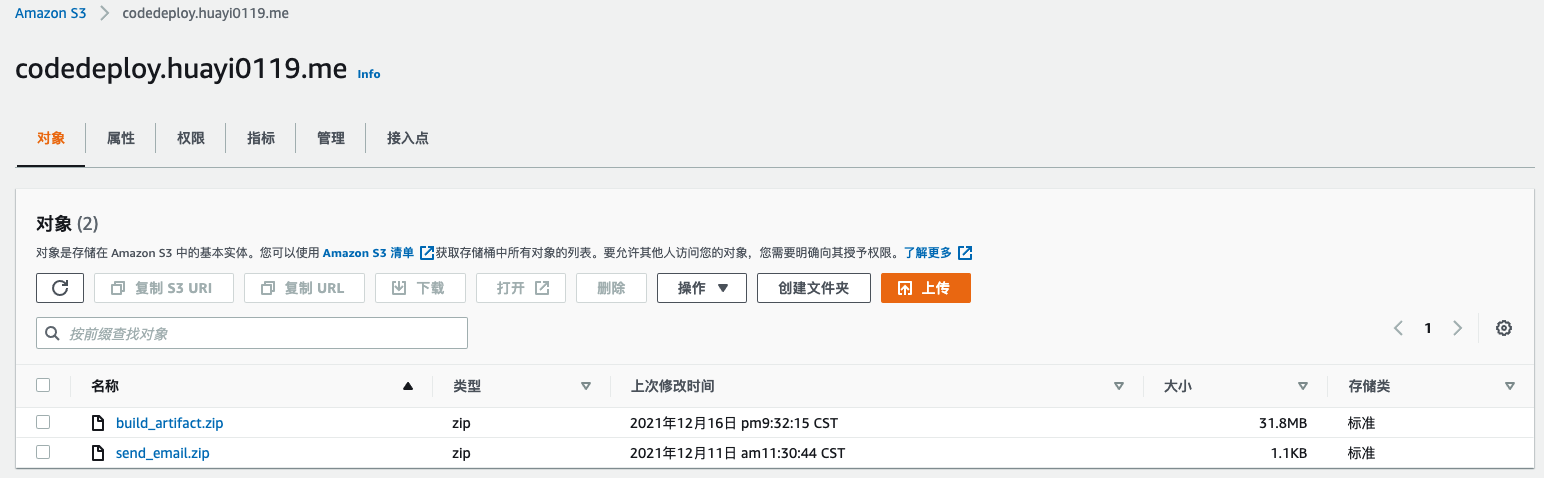 Amazon S3 > codedeploy.huayi0119.me
codedeploy.huayi0119.me Info
对象 属性 权限 指标 管理 接入点
对象 (2)
对象是存储在 Amazon S3 中的基本实体。您可以使用 Amazon S3 清单 获取存储桶中所有对象的列表。要允许其他人访问您的对象，您需要明确向其授予权限。了解更多
复制 S3 URI 复制 URL 下载 打开 删除 操作 创建文件夹 上传
按前缀查找对象 1
名称 类型 上次修改时间 大小 存储类
build_artifact.zip zip 2021年12月16日 pm9:32:15 CST 31.8MB 标准
send_email.zip zip 2021年12月11日 am11:30:44 CST 1.1KB 标准